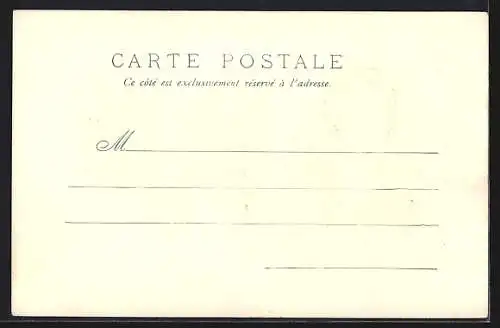 CARTE POSTALE
Ce côté est exclusivement réservé à l'adresse.
M